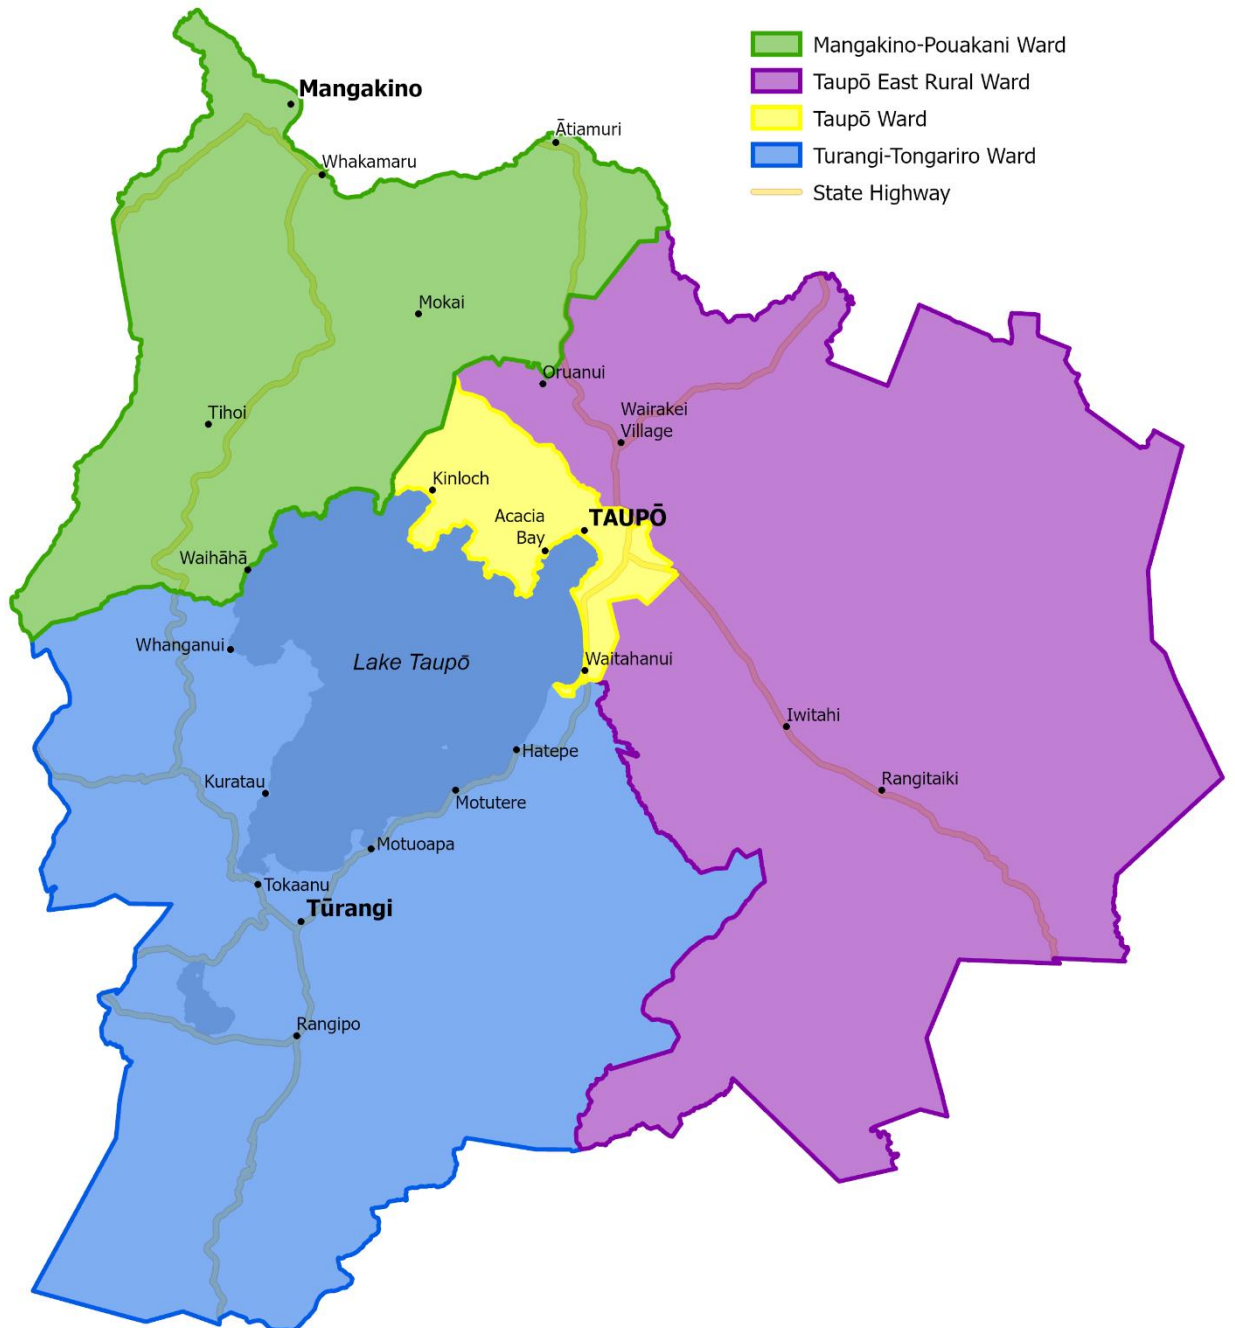 Mangakino-Pouakani Ward
Taupō East Rural Ward
Taupō Ward
Turangi-Tongariro Ward
State Highway
Mangakino
Ātiamuri
Whakamaru
Mokai
Oruanui
Tihoi
Wairakei
Village
Kinloch
Acacia
Bay
TAUPŌ
Waihāhā
Whanganui
Lake Taupō
Waitahanui
Iwitahi
Hatepe
Rangitaiki
Kuratau
Motutere
Motuoapa
Tokaanu
Tūrangi
Rangipo